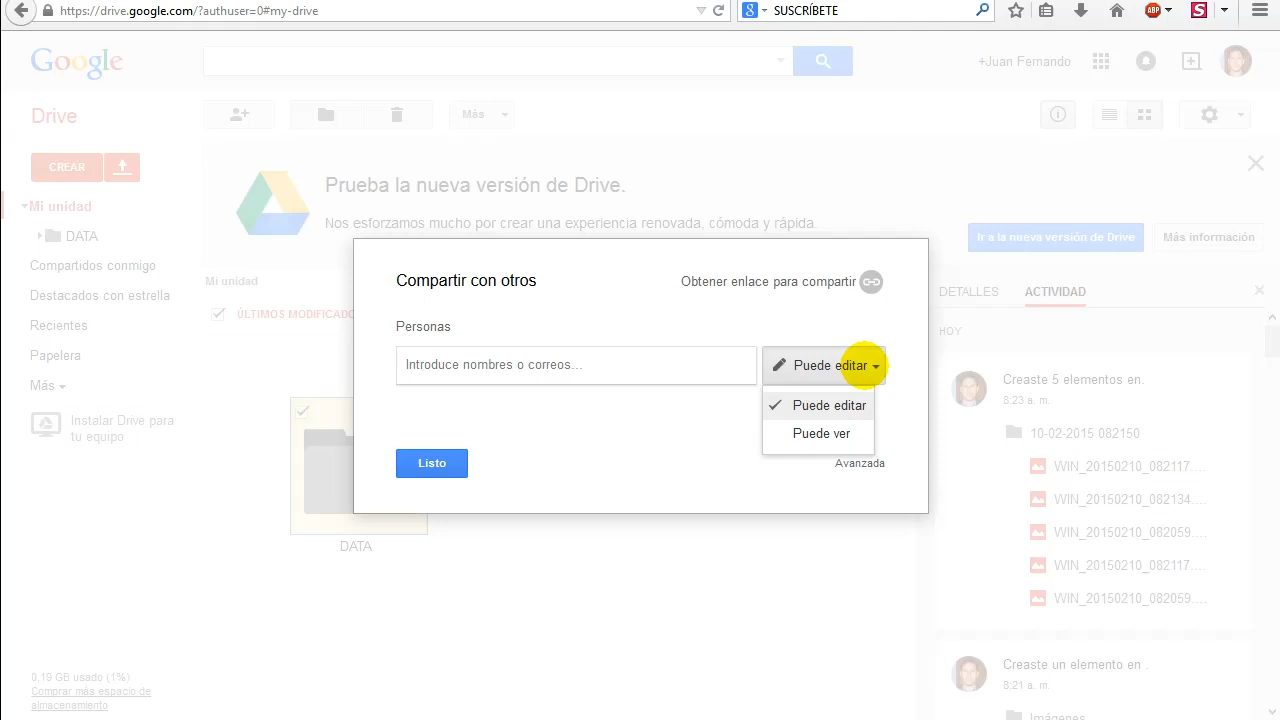 https://drive.google.com/?authuser=0#my-drive
SUSCRÍBETE
Google
+Juan Fernando
Drive
Más
CREAR
Prueba la nueva versión de Drive.
Nos esforzamos mucho por crear una experiencia renovada, cómoda y rápida.
Ir a la nueva versión de Drive
Más información
Mi unidad
DATA
Compartidos conmigo
Destacados con estrella
Recientes
Papelera
Más
Instalar Drive para
tu equipo
Mi unidad
ÚLTIMOS MODIFICADO
DATA
Compartir con otros
Obtener enlace para compartir
Personas
Introduce nombres o correos...
Puede editar
Puede editar
Puede ver
Listo
Avanzada
DETALLES
ACTIVIDAD
HOY
Creaste 5 elementos en.
8:23 a. m.
10-02-2015 082150
WIN_20150210_082117....
WIN_20150210_082134....
WIN_20150210_082059....
WIN_20150210_082117....
WIN_20150210_082059....
Creaste un elemento en .
8:21 a. m.
Imágenes
0,19 GB usado (1%)
Comprar más espacio de
almacenamiento
ABP